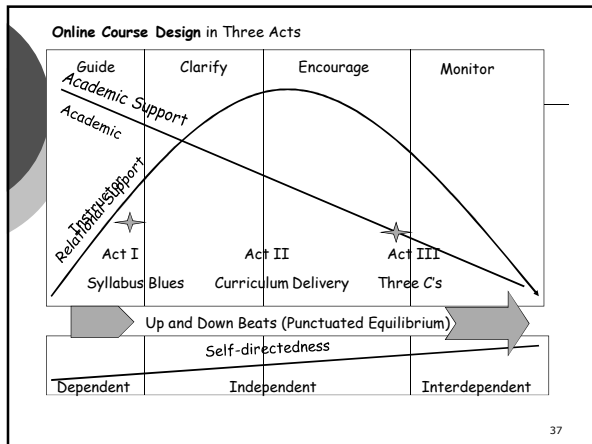 Online Course Design in Three Acts
Guide Clarify Encourage Monitor
Academic Support
Academic
Instructor
Relational Support
Act I Act II Act III
Syllabus Blues Curriculum Delivery Three C's
Up and Down Beats (Punctuated Equilibrium)
Self-directedness
Dependent Independent Interdependent
37